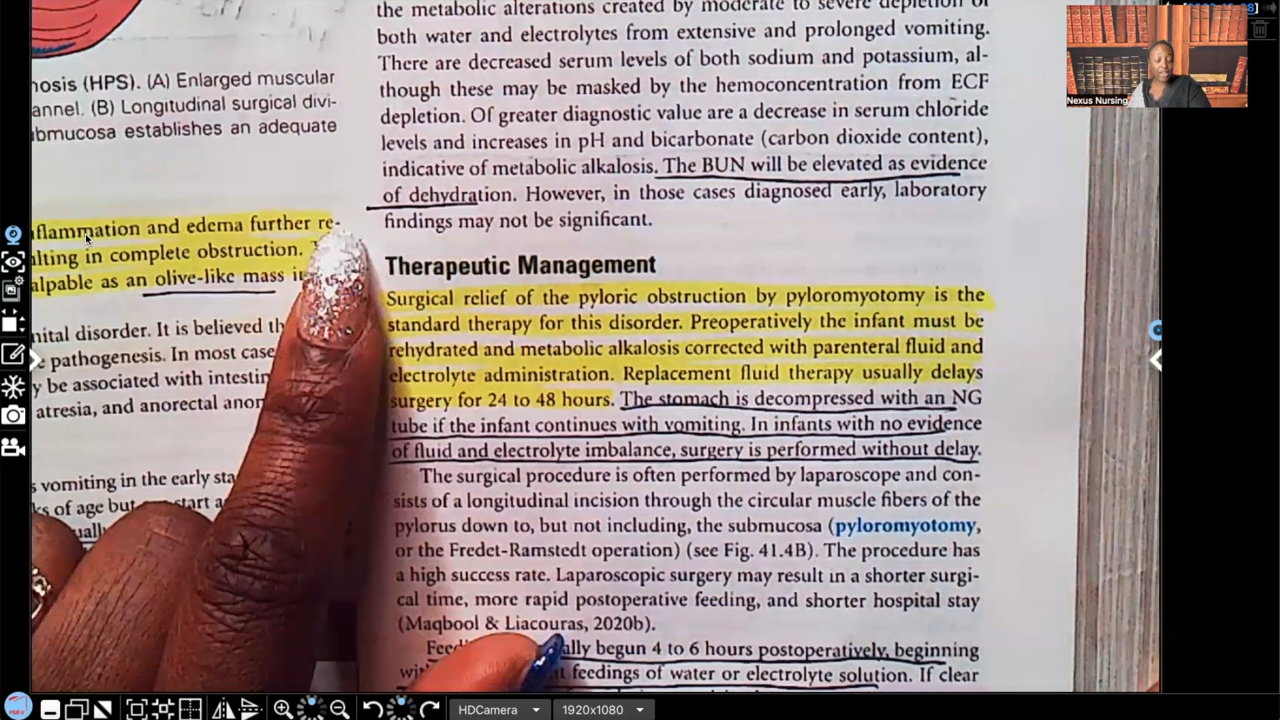 nosis (HPS). (A) Enlarged muscular
annel. (B) Longitudinal surgical divi-
bmucosa establishes an adequate
flammation and edema further re-
lting in complete obstruction.
alpable as an olive-like mass
nital disorder. It is believed
pathogenesis. In most
y be associated with
atresia, and anorectal
s vomiting in the early
of age but
the metabolic alterations created by moderate to severe depletion of
both water and electrolytes from extensive and prolonged vomiting.
There are decreased serum levels of both sodium and potassium, al-
though these may be masked by the hemoconcentration from ECF
depletion. Of greater diagnostic value are a decrease in serum chloride
levels and increases in pH and bicarbonate (carbon dioxide content),
indicative of metabolic alkalosis. The BUN will be elevated as evidence
of dehydration. However, in those cases diagnosed early, laboratory
findings may not be significant.
Therapeutic Management
Surgical relief of the pyloric obstruction by pyloromyotomy is the
standard therapy for this disorder. Preoperatively the infant must be
rehydrated and metabolic alkalosis corrected with parenteral fluid and
electrolyte administration. Replacement fluid therapy usually delays
surgery for 24 to 48 hours. The stomach is decompressed with an NG
tube if the infant continues with vomiting. In infants with no evidence
of fluid and electrolyte imbalance, surgery is performed without delay.
The surgical procedure is often performed by laparoscope and con-
sists of a longitudinal incision through the circular muscle fibers of the
pylorus down to, but not including, the submucosa (pyloromyotomy,
or the Fredet-Ramstedt operation) (see Fig. 41.4B). The procedure has
a high success rate. Laparoscopic surgery may result in a shorter surgi-
cal time, more rapid postoperative feeding, and shorter hospital stay
(Maqbool & Liacouras, 2020b).
begun 4 to 6 hours postoperatively, beginning
feedings of water or electrolyte solution. If clear
Nexus Nursing
HDCamera
1920x1080